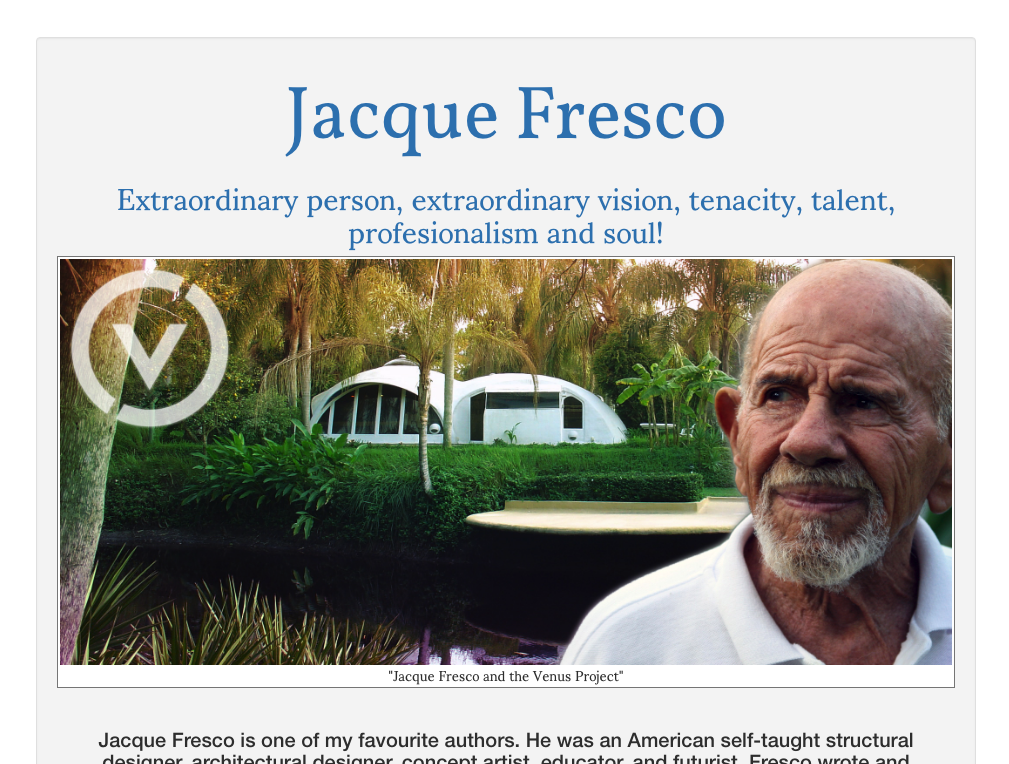 Jacque Fresco
Extraordinary person, extraordinary vision, tenacity, talent,
profesionalism and soul!
V
"Jacque Fresco and the Venus Project"
Jacque Fresco is one of my favourite authors. He was an American self-taught structural
designer, architectural designer, concept artist, educator, and futurist. Fresco wrote and